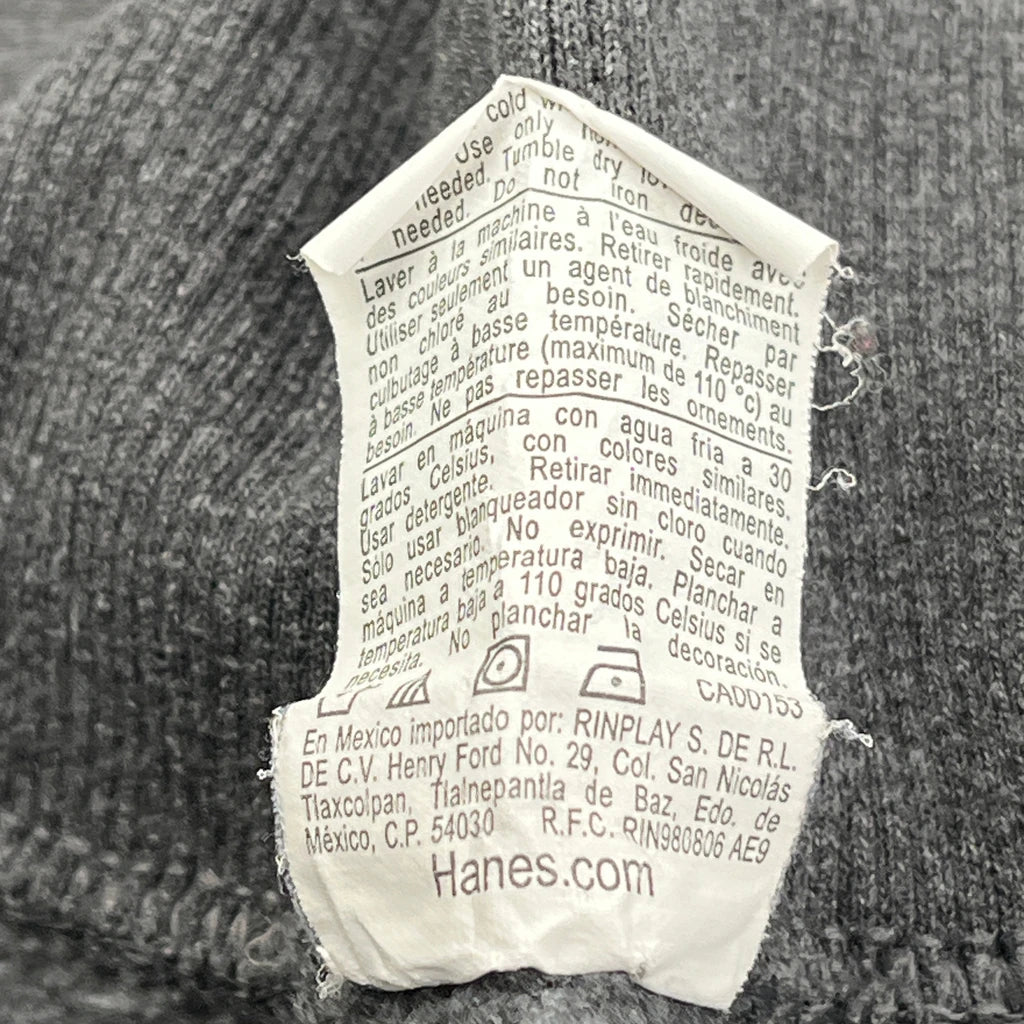 cold
Use only
needed. Tumble dry
needed. Do not iron
Laver à la machine à l'eau froide avec
des couleurs similaires. Retirer rapidement.
Utiliser seulement un agent de blanchiment
non chloré au besoin. Sécher par
culbutage à basse température. Repasser
à basse température (maximum de 110 °c) au
besoin. Ne pas repasser les ornements.
Lavar en máquina con agua fria a 30
grados Celsius, con colores similares.
Usar detergente. Retirar immediatamente.
Sólo usar blanqueador sin cloro cuando
sea necesario. No exprimir. Secar en
máquina a temperatura baja. Planchar a
temperatura baja a 110 grados Celsius si se
necesita. No planchar la decoración.
CA00153
En Mexico importado por: RINPLAY S. DE R.L.
DE C.V. Henry Ford No. 29, Col. San Nicolás
Tlaxcolpan, Tlalnepantla de Baz, Edo. de
México, C.P. 54030 R.F.C. RIN980806 AE9
Hanes.com